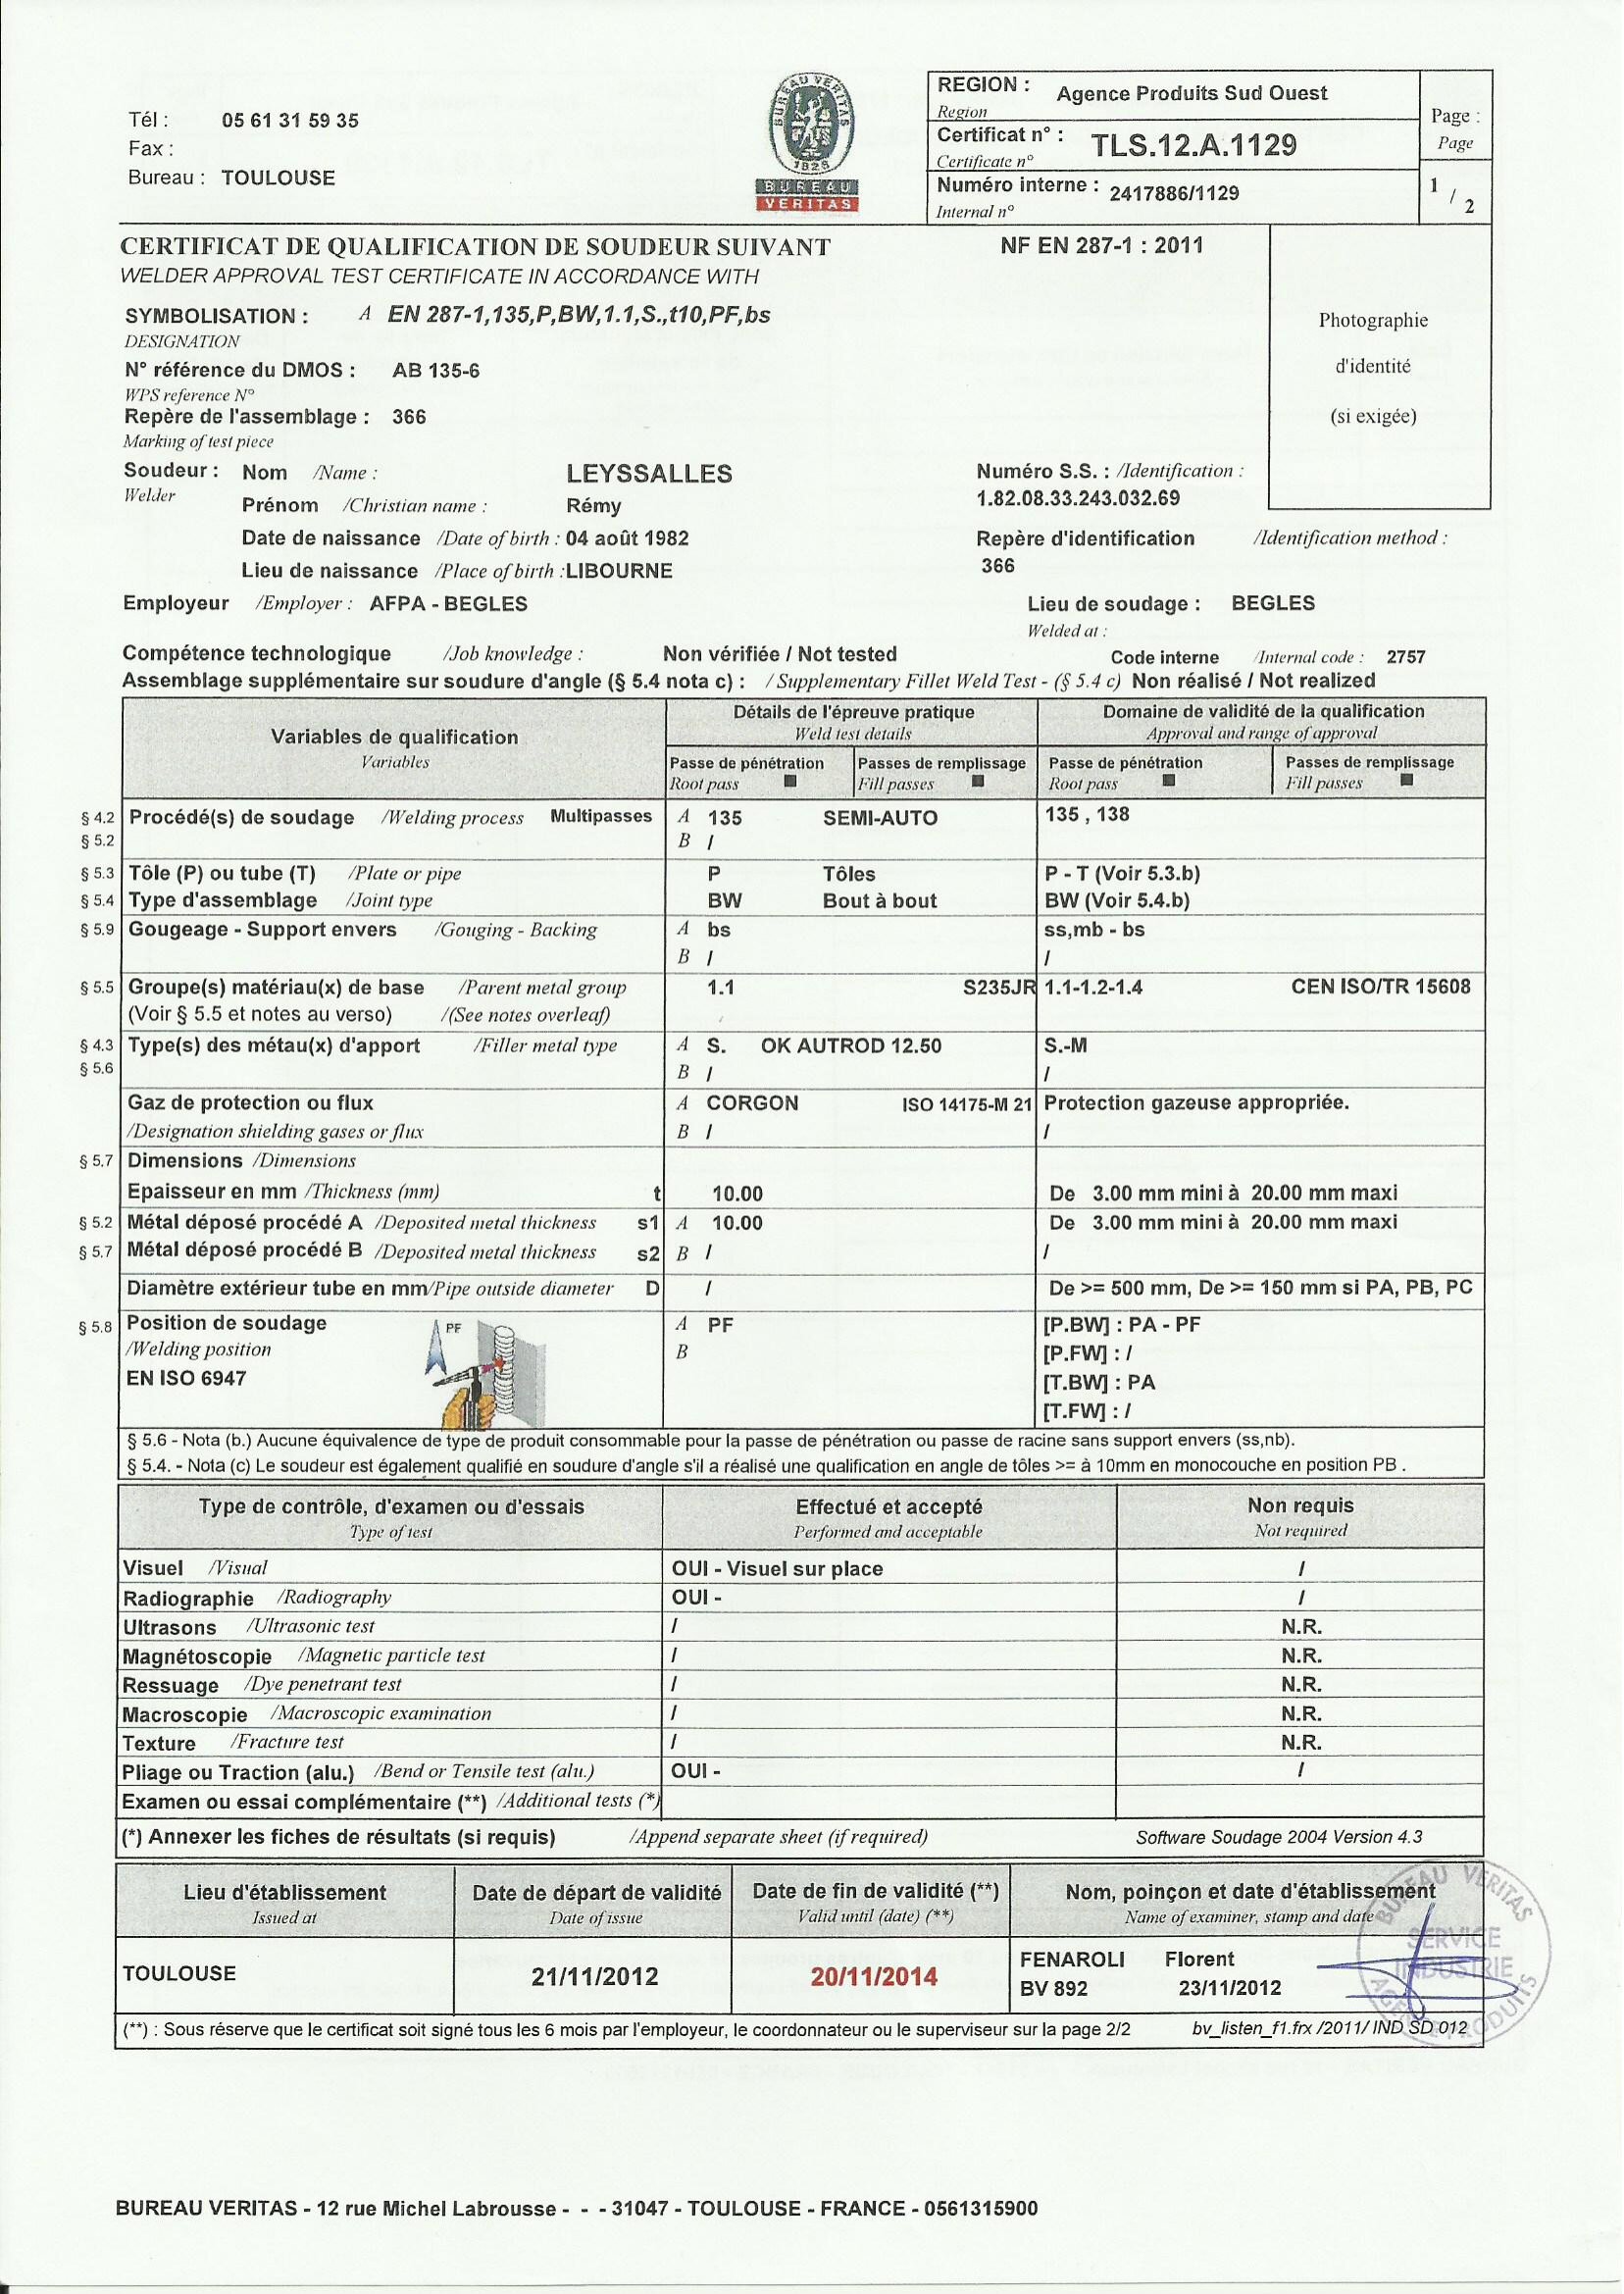 Tél : 05 61 31 59 35
Fax :
Bureau : TOULOUSE
BUREAU VERITAS
1828
BUREAU
VERITAS
REGION : Agence Produits Sud Ouest
Region
Certificat n° : TLS.12.A.1129
Certificate n°
Numéro interne : 2417886/1129
Internal n°
Page :
Page
1 / 2
CERTIFICAT DE QUALIFICATION DE SOUDEUR SUIVANT NF EN 287-1 : 2011
WELDER APPROVAL TEST CERTIFICATE IN ACCORDANCE WITH
SYMBOLISATION : A EN 287-1,135,P,BW,1.1,S.,t10,PF,bs
DESIGNATION
N° référence du DMOS : AB 135-6
WPS reference N°
Repère de l'assemblage : 366
Marking of test piece
Photographie
d'identité
(si exigée)
Soudeur : Nom /Name : LEYSSALLES Numéro S.S. : /Identification :
Welder
Prénom /Christian name : Rémy 1.82.08.33.243.032.69
Date de naissance /Date of birth : 04 août 1982 Repère d'identification /Identification method :
Lieu de naissance /Place of birth : LIBOURNE 366
Employeur /Employer : AFPA - BEGLES Lieu de soudage : BEGLES
Welded at :
Compétence technologique /Job knowledge : Non vérifiée / Not tested Code interne /Internal code : 2757
Assemblage supplémentaire sur soudure d'angle (§ 5.4 nota c) : / Supplementary Fillet Weld Test - (§ 5.4 c) Non réalisé / Not realized
Variables de qualification
Variables
Détails de l'épreuve pratique
Weld test details
Domaine de validité de la qualification
Approval and range of approval
Passe de pénétration Passes de remplissage Passe de pénétration Passes de remplissage
Root pass ■ Fill passes ■ Root pass ■ Fill passes ■
§ 4.2 Procédé(s) de soudage /Welding process Multipasses A 135 SEMI-AUTO 135 , 138
§ 5.2 B /
§ 5.3 Tôle (P) ou tube (T) /Plate or pipe P Tôles P - T (Voir 5.3.b)
§ 5.4 Type d'assemblage /Joint type BW Bout à bout BW (Voir 5.4.b)
§ 5.9 Gougeage - Support envers /Gouging - Backing A bs ss,mb - bs
B / /
§ 5.5 Groupe(s) matériau(x) de base /Parent metal group 1.1 S235JR 1.1-1.2-1.4 CEN ISO/TR 15608
(Voir § 5.5 et notes au verso) /(See notes overleaf)
§ 4.3 Type(s) des métau(x) d'apport /Filler metal type A S. OK AUTROD 12.50 S.-M
§ 5.6 B / /
Gaz de protection ou flux A CORGON ISO 14175-M 21 Protection gazeuse appropriée.
/Designation shielding gases or flux B / /
§ 5.7 Dimensions /Dimensions
Epaisseur en mm /Thickness (mm) t 10.00 De 3.00 mm mini à 20.00 mm maxi
§ 5.2 Métal déposé procédé A /Deposited metal thickness s1 A 10.00 De 3.00 mm mini à 20.00 mm maxi
§ 5.7 Métal déposé procédé B /Deposited metal thickness s2 B / /
Diamètre extérieur tube en mm/Pipe outside diameter D / De >= 500 mm, De >= 150 mm si PA, PB, PC
§ 5.8 Position de soudage PF A PF [P.BW] : PA - PF
/Welding position B [P.FW] : /
EN ISO 6947 [T.BW] : PA
[T.FW] : /
§ 5.6 - Nota (b.) Aucune équivalence de type de produit consommable pour la passe de pénétration ou passe de racine sans support envers (ss,nb).
§ 5.4. - Nota (c) Le soudeur est également qualifié en soudure d'angle s'il a réalisé une qualification en angle de tôles >= à 10mm en monocouche en position PB .
Type de contrôle, d'examen ou d'essais Effectué et accepté Non requis
Type of test Performed and acceptable Not required
Visuel /Visual OUI - Visuel sur place /
Radiographie /Radiography OUI - /
Ultrasons /Ultrasonic test / N.R.
Magnétoscopie /Magnetic particle test / N.R.
Ressuage /Dye penetrant test / N.R.
Macroscopie /Macroscopic examination / N.R.
Texture /Fracture test / N.R.
Pliage ou Traction (alu.) /Bend or Tensile test (alu.) OUI - /
Examen ou essai complémentaire (**) /Additional tests (*)
(*) Annexer les fiches de résultats (si requis) /Append separate sheet (if required) Software Soudage 2004 Version 4.3
Lieu d'établissement Date de départ de validité Date de fin de validité (**) Nom, poinçon et date d'établissement
Issued at Date of issue Valid until (date) (**) Name of examiner, stamp and date
TOULOUSE 21/11/2012 20/11/2014 FENAROLI Florent
BV 892 23/11/2012
BUREAU VERITAS
SERVICE
INDUSTRIE
(**) : Sous réserve que le certificat soit signé tous les 6 mois par l'employeur, le coordonnateur ou le superviseur sur la page 2/2 bv_listen_f1.frx /2011/ IND SD 012
BUREAU VERITAS - 12 rue Michel Labrousse - - - 31047 - TOULOUSE - FRANCE - 0561315900